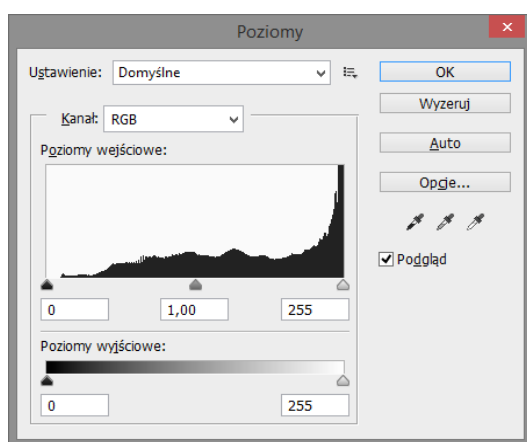 Poziomy
Ustawienie: Domyślne
OK
Wyzeruj
Kanał: RGB
Auto
Poziomy wejściowe:
Opcje...
Podgląd
0 1,00 255
Poziomy wyjściowe:
0 255